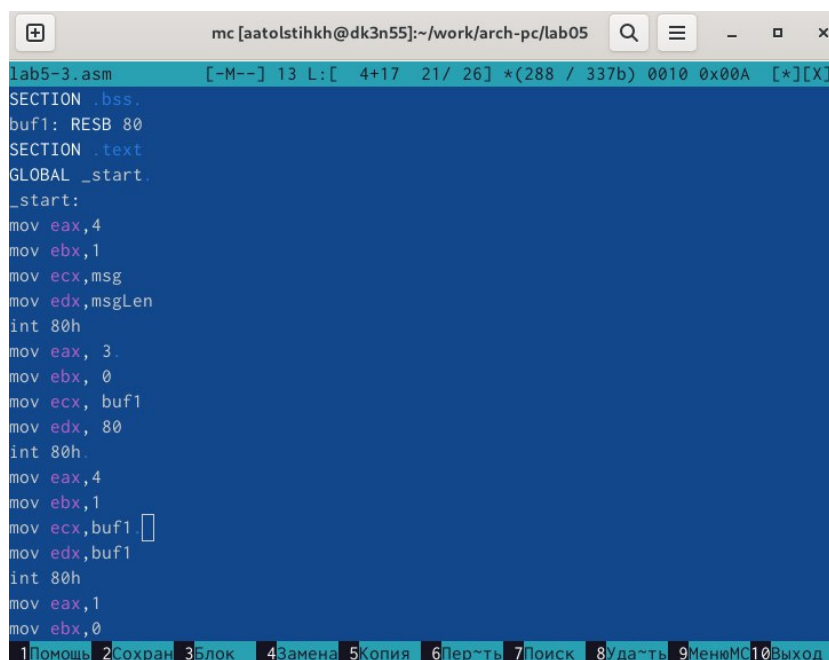 mc [aatolstihkh@dk3n55]:~/work/arch-pc/lab05
lab5-3.asm [-M--] 13 L:[ 4+17 21/ 26] *(288 / 337b) 0010 0x00A [*][X]
SECTION .bss.
buf1: RESB 80
SECTION .text
GLOBAL _start.
_start:
mov eax,4
mov ebx,1
mov ecx,msg
mov edx,msgLen
int 80h
mov eax, 3.
mov ebx, 0
mov ecx, buf1
mov edx, 80
int 80h.
mov eax,4
mov ebx,1
mov ecx,buf1.
mov edx,buf1
int 80h
mov eax,1
mov ebx,0
1Помощь 2Сохран 3Блок 4Замена 5Копия 6Пер~ть 7Поиск 8Уда~ть 9МенюMC 10Выход